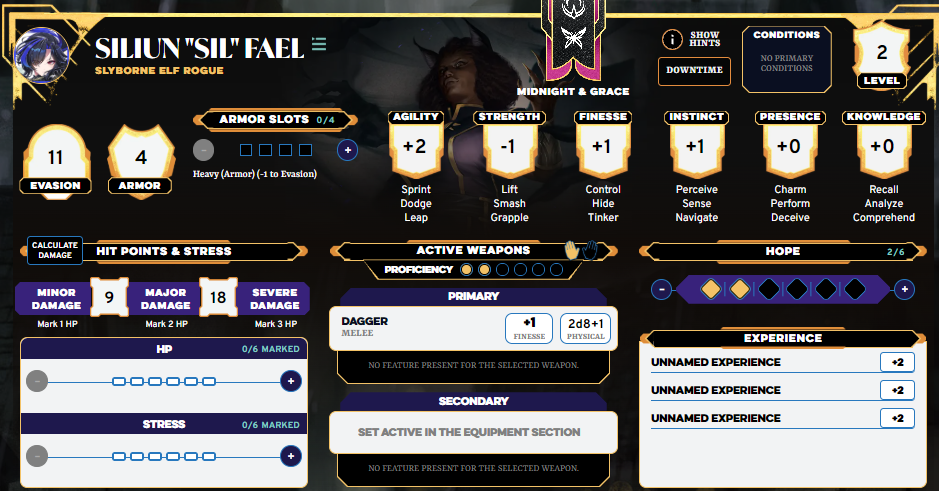 SILIUN "SIL" FAEL
SLYBORNE ELF ROGUE
MIDNIGHT & GRACE
SHOW HINTS
DOWNTIME
CONDITIONS
NO PRIMARY
CONDITIONS
2
LEVEL
11
EVASION
4
ARMOR
ARMOR SLOTS 0/4
- +
Heavy (Armor) (-1 to Evasion)
AGILITY
+2
Sprint
Dodge
Leap
STRENGTH
-1
Lift
Smash
Grapple
FINESSE
+1
Control
Hide
Tinker
INSTINCT
+1
Perceive
Sense
Navigate
PRESENCE
+0
Charm
Perform
Deceive
KNOWLEDGE
+0
Recall
Analyze
Comprehend
CALCULATE
DAMAGE
HIT POINTS & STRESS
MINOR
DAMAGE
Mark 1 HP
9
MAJOR
DAMAGE
Mark 2 HP
18
SEVERE
DAMAGE
Mark 3 HP
HP 0/6 MARKED
- +
STRESS 0/6 MARKED
- +
ACTIVE WEAPONS
PROFICIENCY
PRIMARY
DAGGER
MELEE
+1
FINESSE
2d8+1
PHYSICAL
NO FEATURE PRESENT FOR THE SELECTED WEAPON.
SECONDARY
SET ACTIVE IN THE EQUIPMENT SECTION
NO FEATURE PRESENT FOR THE SELECTED WEAPON.
HOPE 2/6
- +
EXPERIENCE
UNNAMED EXPERIENCE +2
UNNAMED EXPERIENCE +2
UNNAMED EXPERIENCE +2